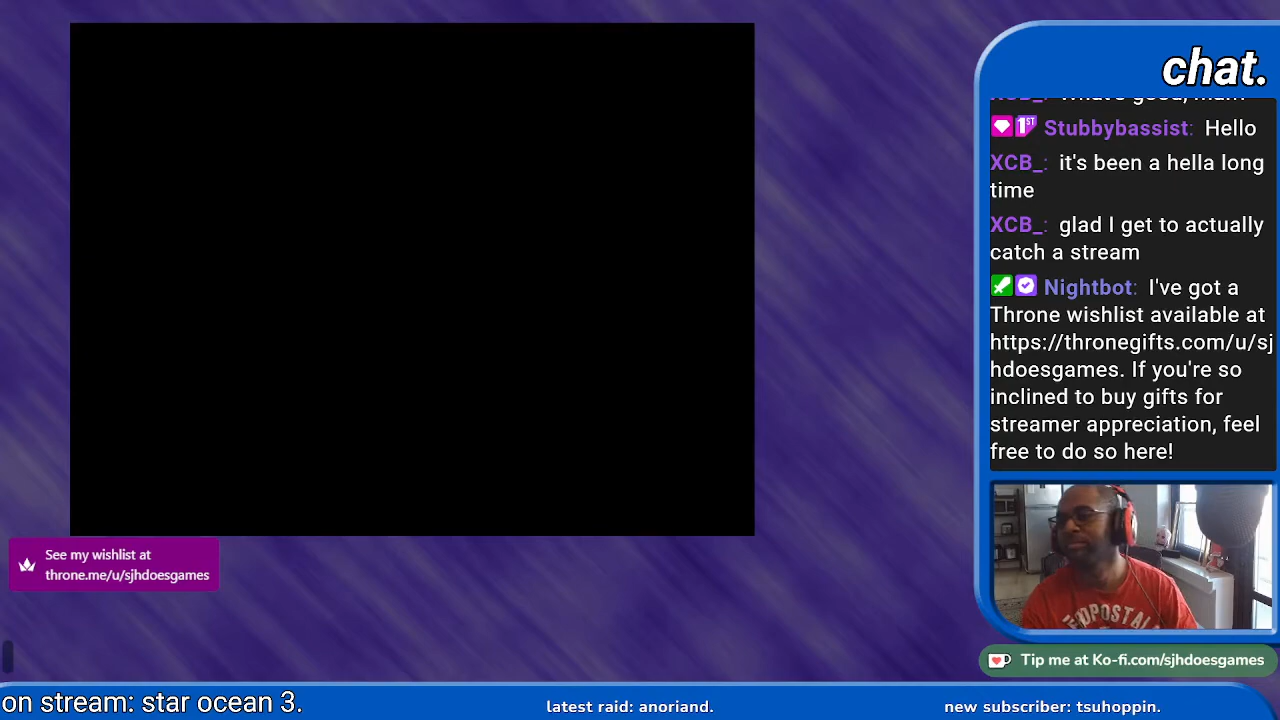 chat.
Stubbybassist: Hello
XCB_: it's been a hella long
time
XCB_: glad I get to actually
catch a stream
Nightbot: I've got a
Throne wishlist available at
https://thronegifts.com/u/sj
hdoesgames. If you're so
inclined to buy gifts for
streamer appreciation, feel
free to do so here!
See my wishlist at
throne.me/u/sjhdoesgames
Tip me at Ko-fi.com/sjhdoesgames
on stream: star ocean 3.
latest raid: anoriand.
new subscriber: tsuhoppin.